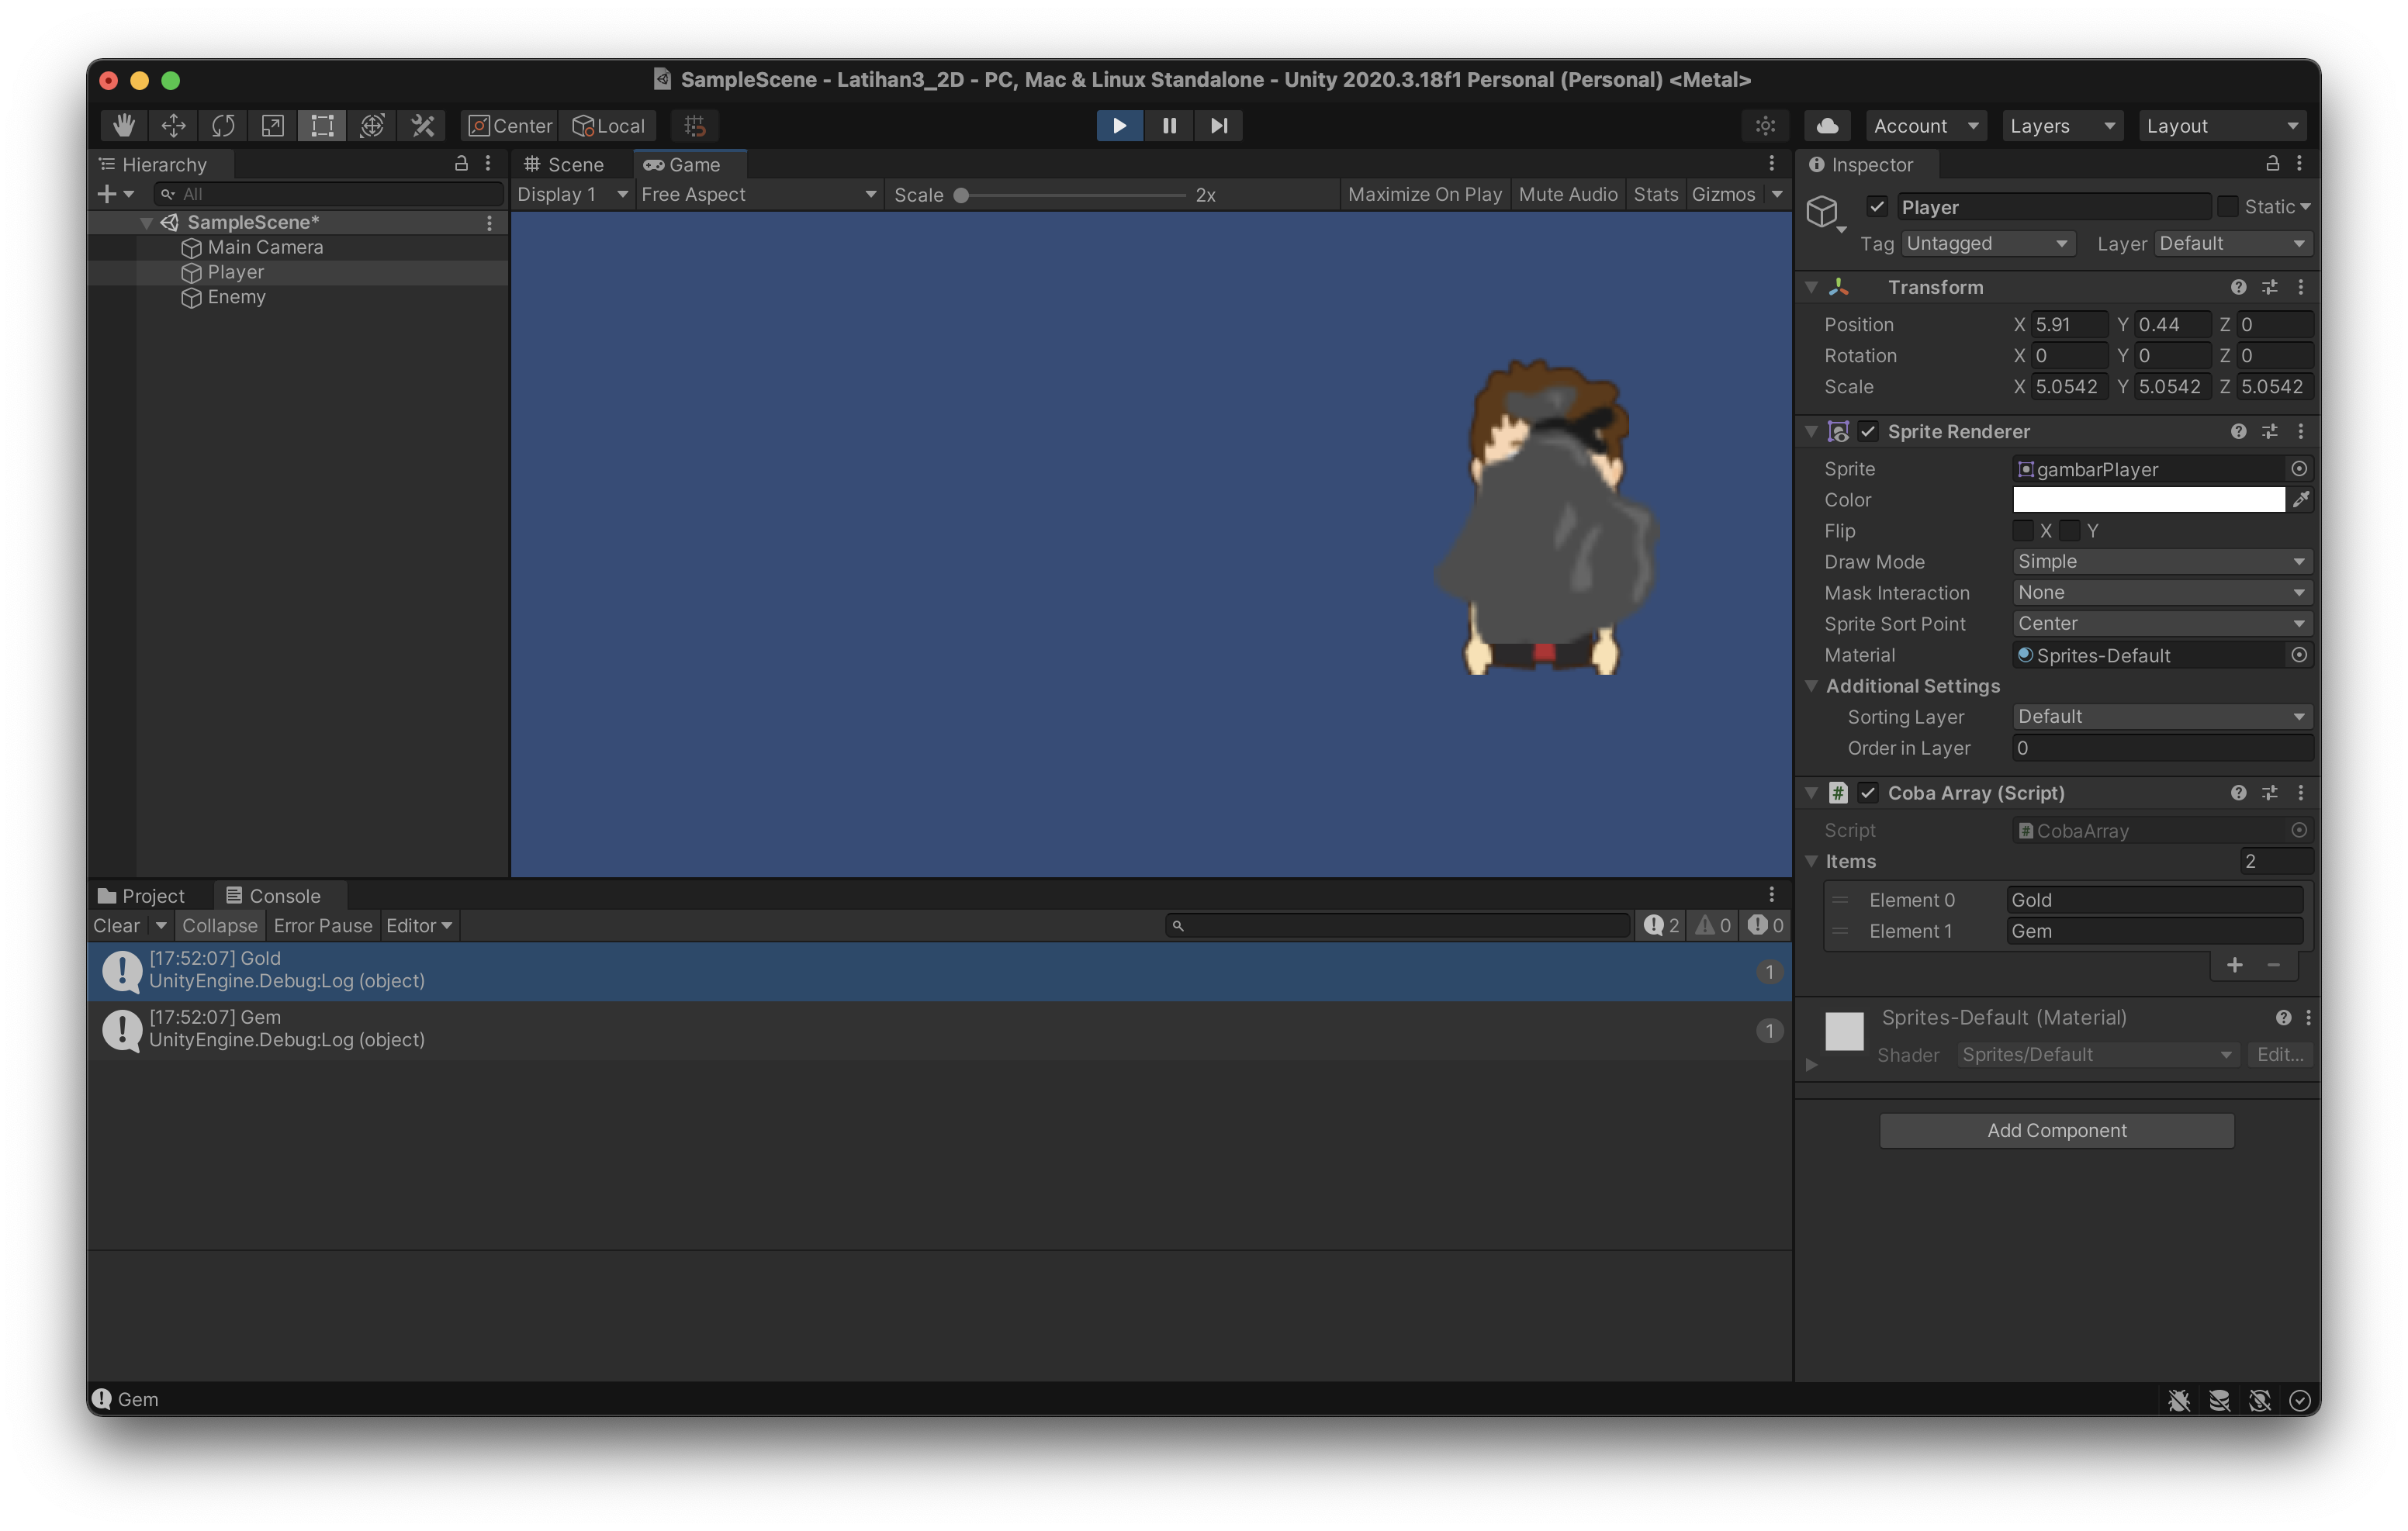 SampleScene - Latihan3_2D - PC, Mac & Linux Standalone - Unity 2020.3.18f1 Personal (Personal) <Metal>
Center Local Account Layers Layout
Hierarchy
All
SampleScene*
Main Camera
Player
Enemy
Scene Game
Display 1 Free Aspect Scale 2x Maximize On Play Mute Audio Stats Gizmos
Project Console
Clear Collapse Error Pause Editor 2 0 0
[17:52:07] Gold
UnityEngine.Debug:Log (object)
1
[17:52:07] Gem
UnityEngine.Debug:Log (object)
1
Gem
Inspector
Player Static
Tag Untagged Layer Default
Transform
Position X 5.91 Y 0.44 Z 0
Rotation X 0 Y 0 Z 0
Scale X 5.0542 Y 5.0542 Z 5.0542
Sprite Renderer
Sprite gambarPlayer
Color
Flip X Y
Draw Mode Simple
Mask Interaction None
Sprite Sort Point Center
Material Sprites-Default
Additional Settings
Sorting Layer Default
Order in Layer 0
# Coba Array (Script)
Script # CobaArray
Items 2
Element 0 Gold
Element 1 Gem
+ −
Sprites-Default (Material)
Shader Sprites/Default Edit...
Add Component